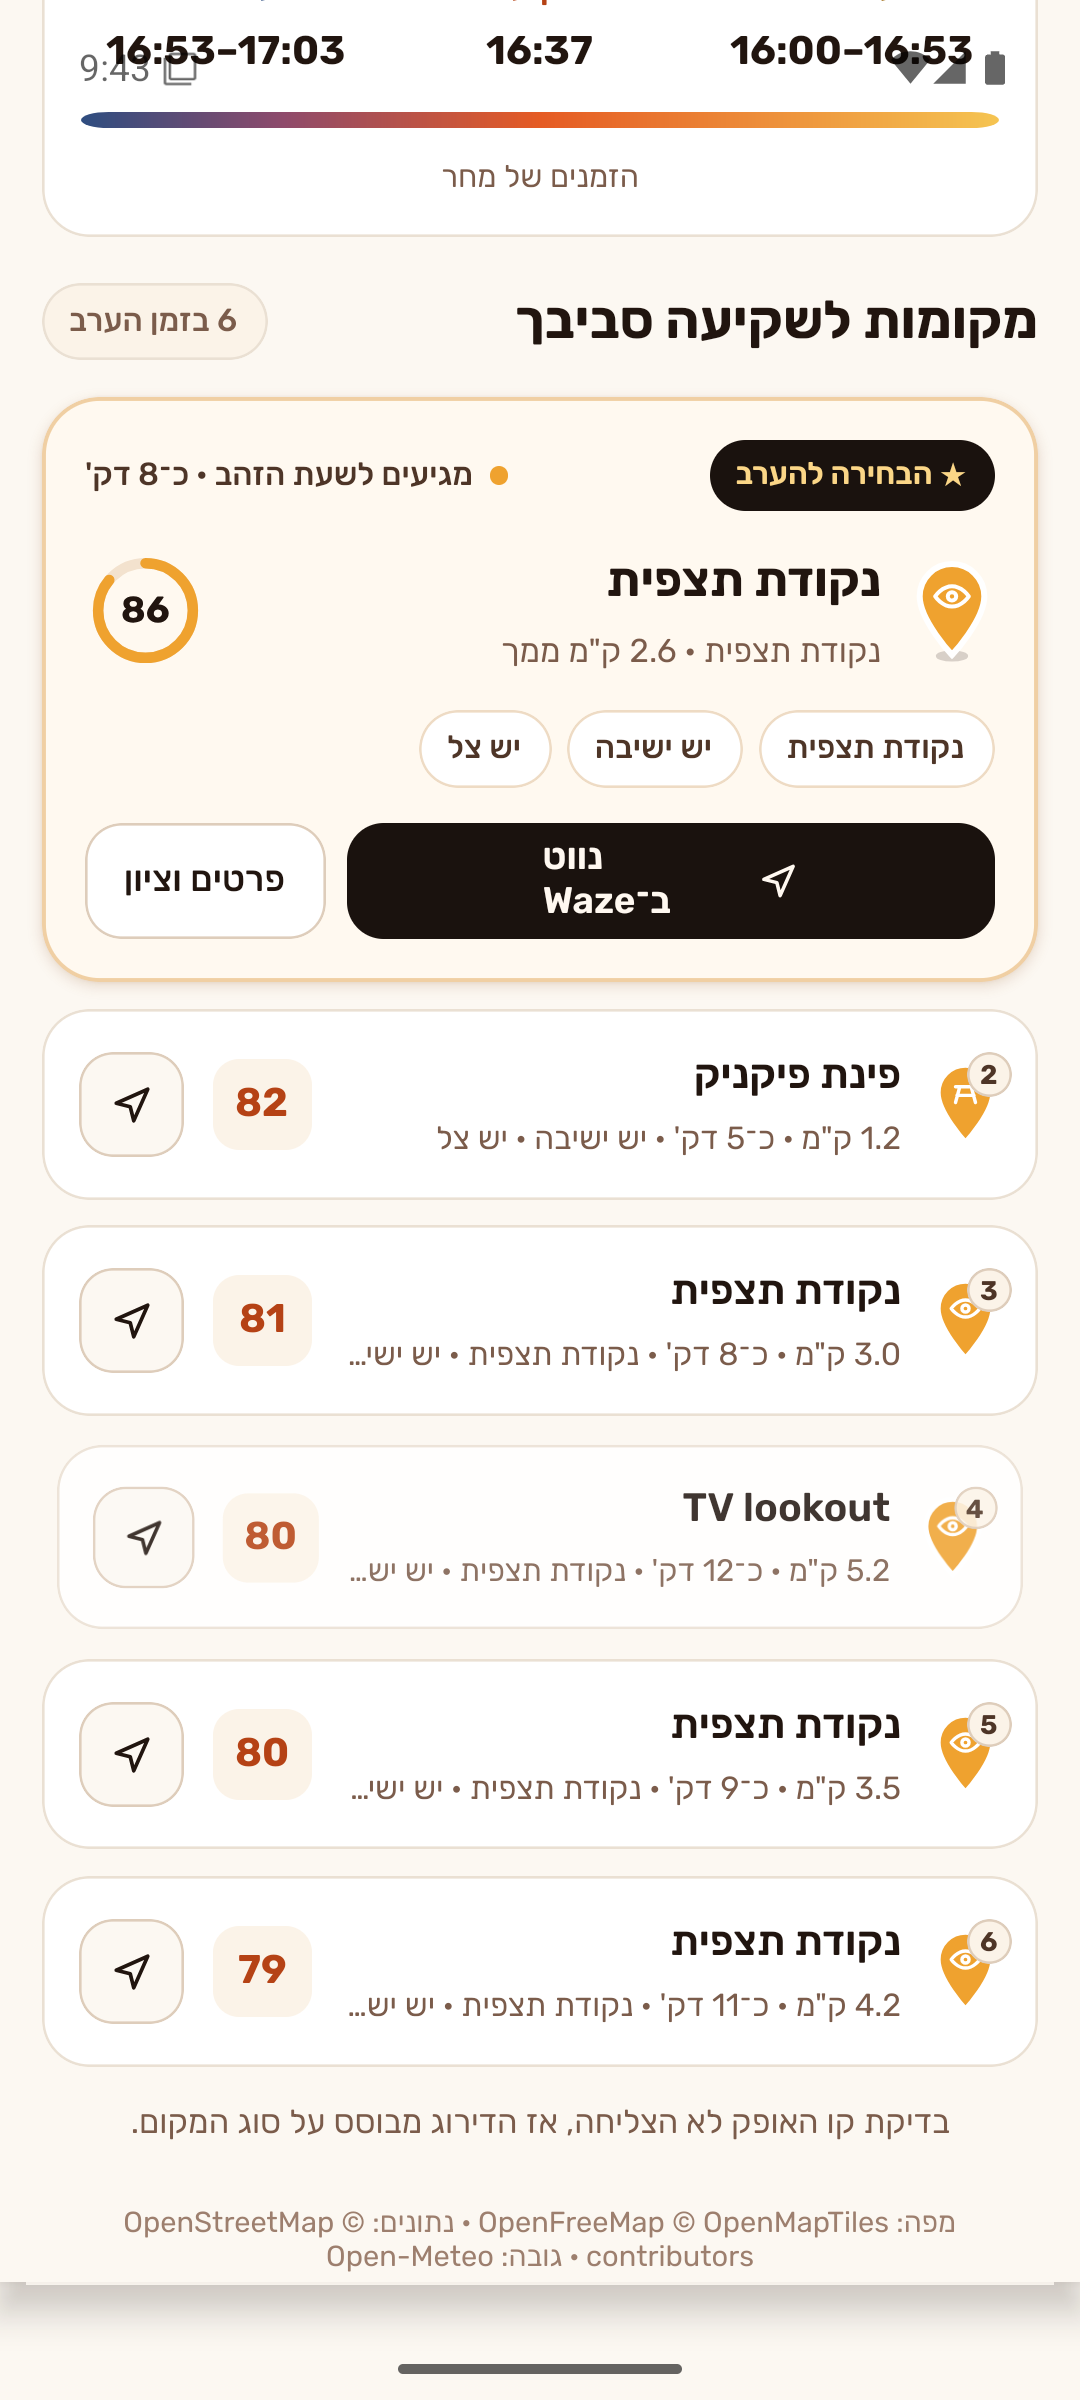 16:00–16:53
16:37
16:53–17:03
9:43
הזמנים של מחר
מקומות לשקיעה סביבך
6 בזמן הערב
★ הבחירה להערב
מגיעים לשעת הזהב • כ־8 דק'
נקודת תצפית
נקודת תצפית • 2.6 ק"מ ממך
86
נקודת תצפית
יש ישיבה
יש צל
נווט
ב־Waze
פרטים וציון
2
פינת פיקניק
1.2 ק"מ • כ־5 דק' • יש ישיבה • יש צל
82
3
נקודת תצפית
3.0 ק"מ • כ־8 דק' • נקודת תצפית • יש ישי...
81
4
TV lookout
5.2 ק"מ • כ־12 דק' • נקודת תצפית • יש יש...
80
5
נקודת תצפית
3.5 ק"מ • כ־9 דק' • נקודת תצפית • יש ישי...
80
6
נקודת תצפית
4.2 ק"מ • כ־11 דק' • נקודת תצפית • יש יש...
79
בדיקת קו האופק לא הצליחה, אז הדירוג מבוסס על סוג המקום.
מפה: OpenFreeMap © OpenMapTiles • נתונים: © OpenStreetMap
contributors • גובה: Open-Meteo